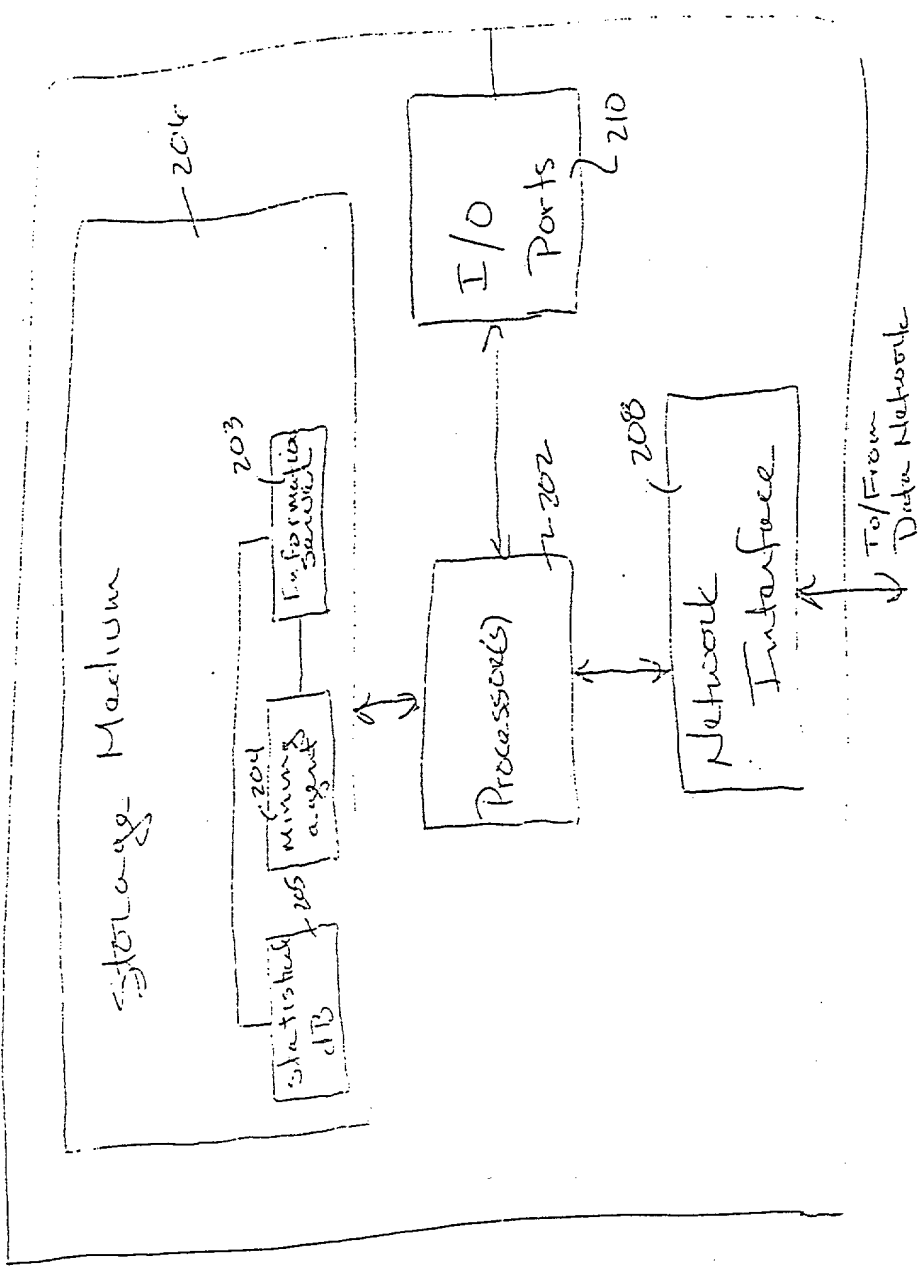 Storage Medium
206
Statistical
dB
205
Mining
agent
204
Information
Server
203
Processor(s)
202
I/O
Ports
210
Network
Interface
208
To/From
Data Network